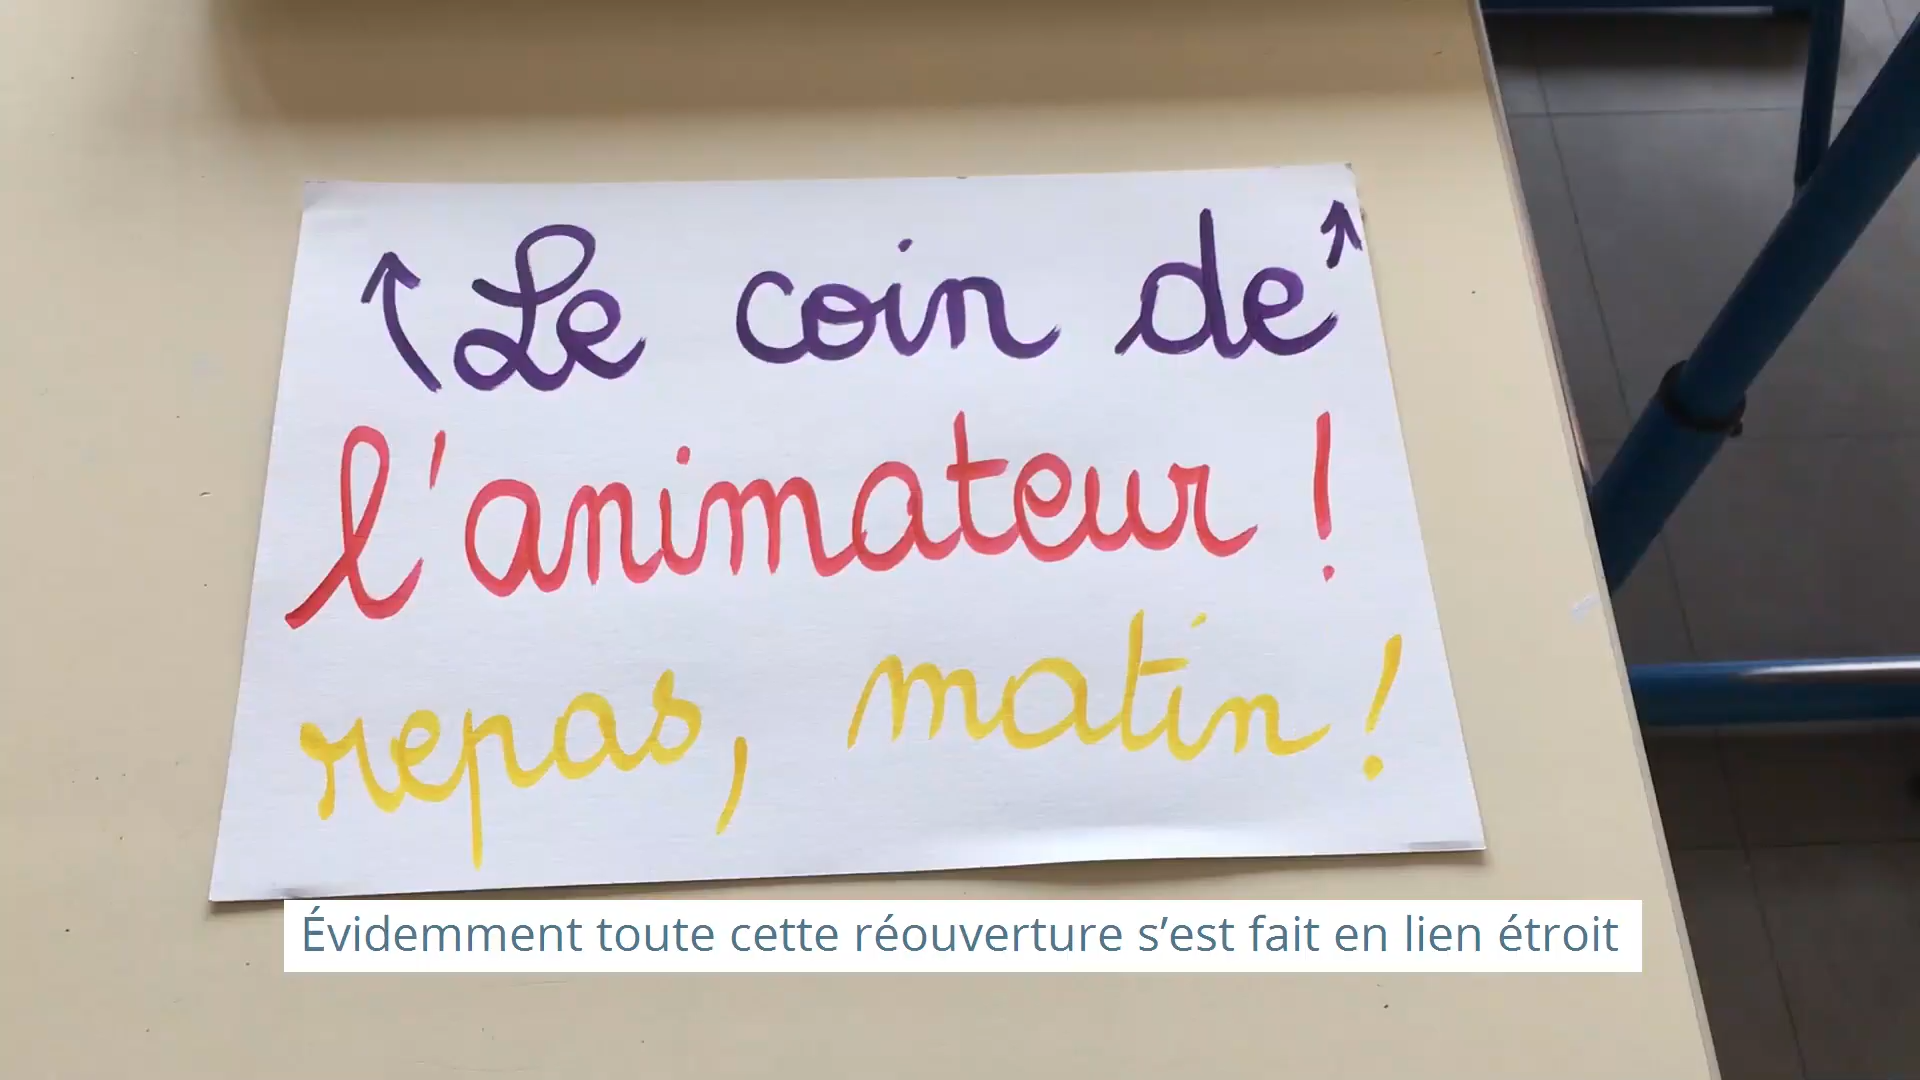 Le coin de
l'animateur !
repas, matin !
Évidemment toute cette réouverture s’est fait en lien étroit